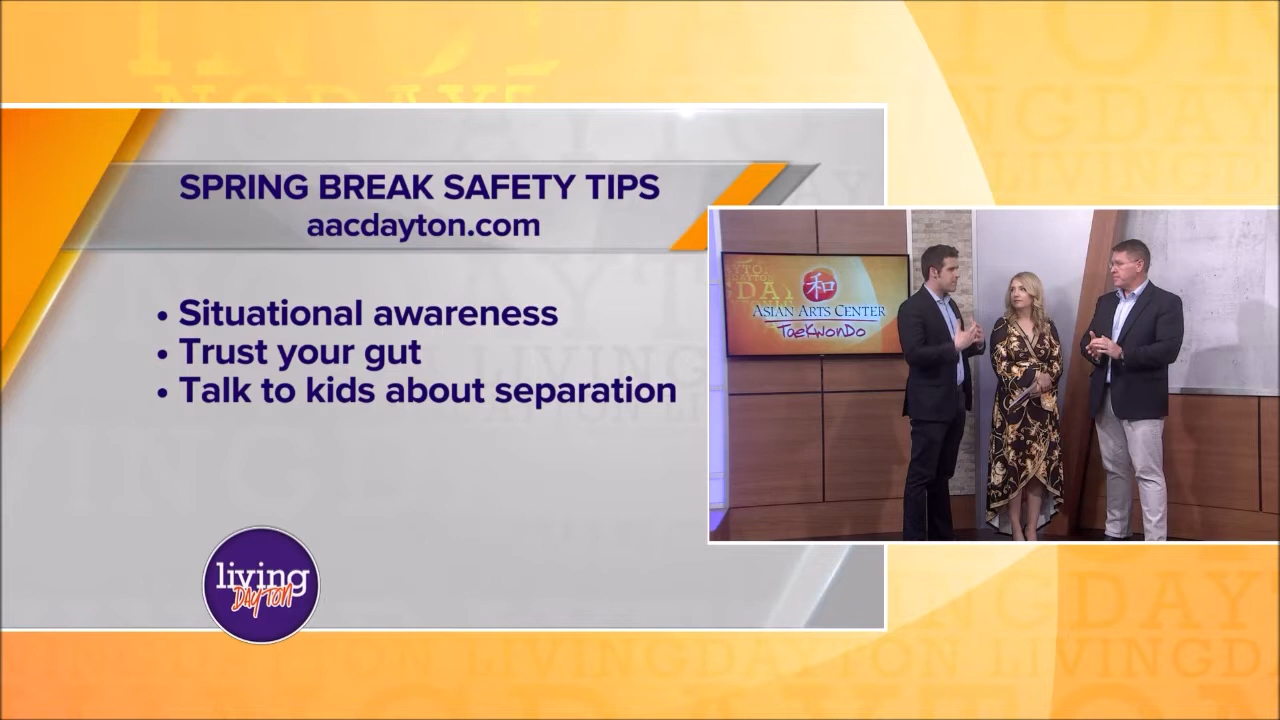 SPRING BREAK SAFETY TIPS
aacdayton.com
• Situational awareness
• Trust your gut
• Talk to kids about separation
living
DAYTON
和
ASIAN ARTS CENTER
TaeKwonDo